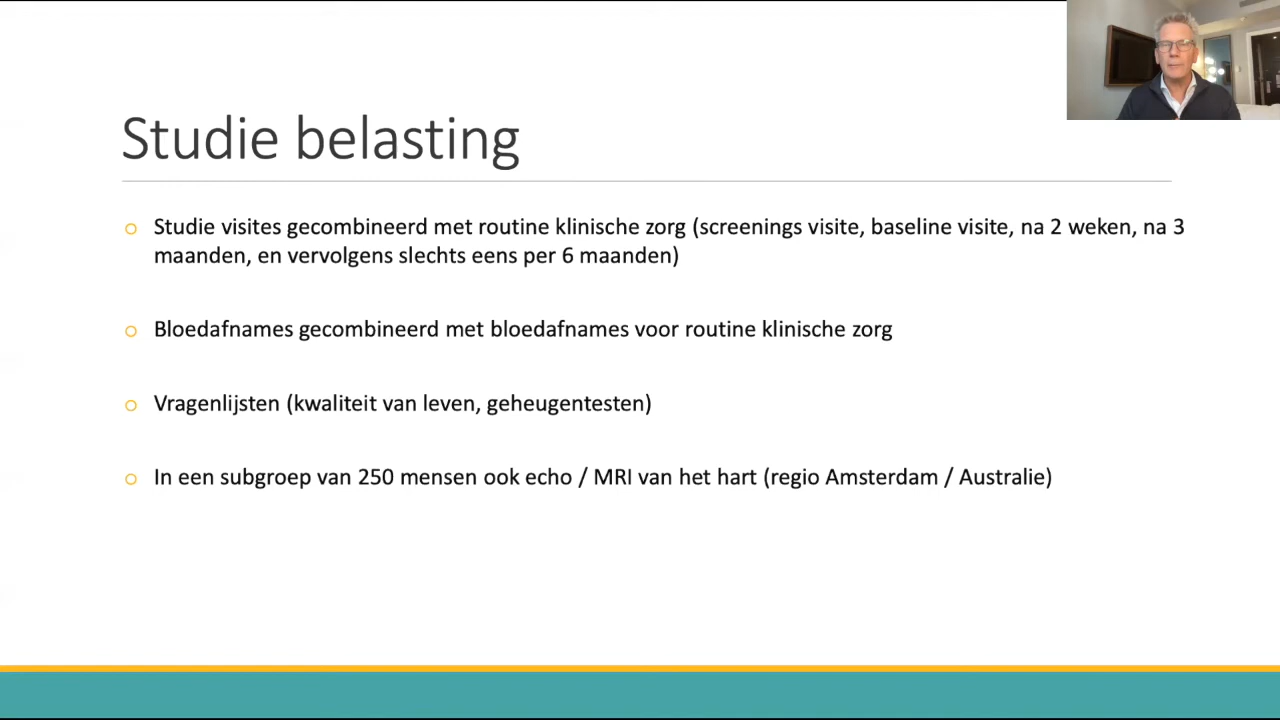 Studie belasting
Studie visites gecombineerd met routine klinische zorg (screenings visite, baseline visite, na 2 weken, na 3
maanden, en vervolgens slechts eens per 6 maanden)
Bloedafnames gecombineerd met bloedafnames voor routine klinische zorg
Vragenlijsten (kwaliteit van leven, geheugentesten)
In een subgroep van 250 mensen ook echo / MRI van het hart (regio Amsterdam / Australie)